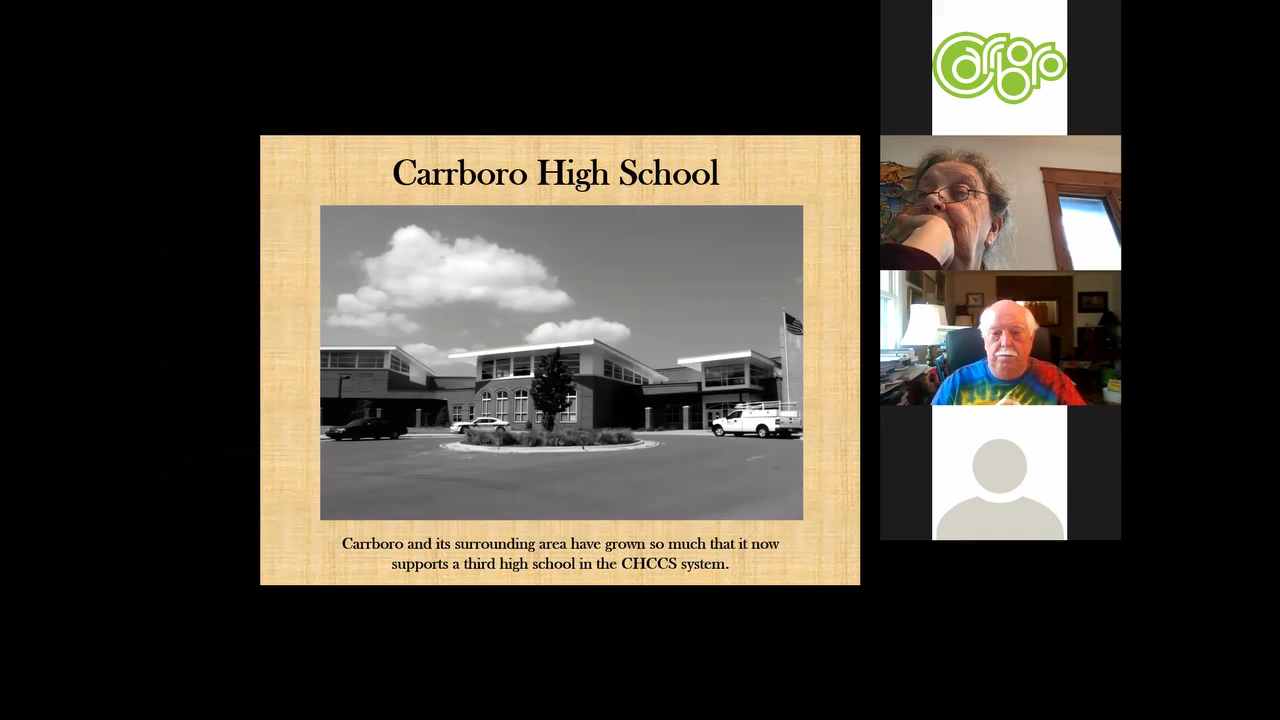 Carrboro High School
Carrboro and its surrounding area have grown so much that it now
supports a third high school in the CHCCS system.
Carrboro